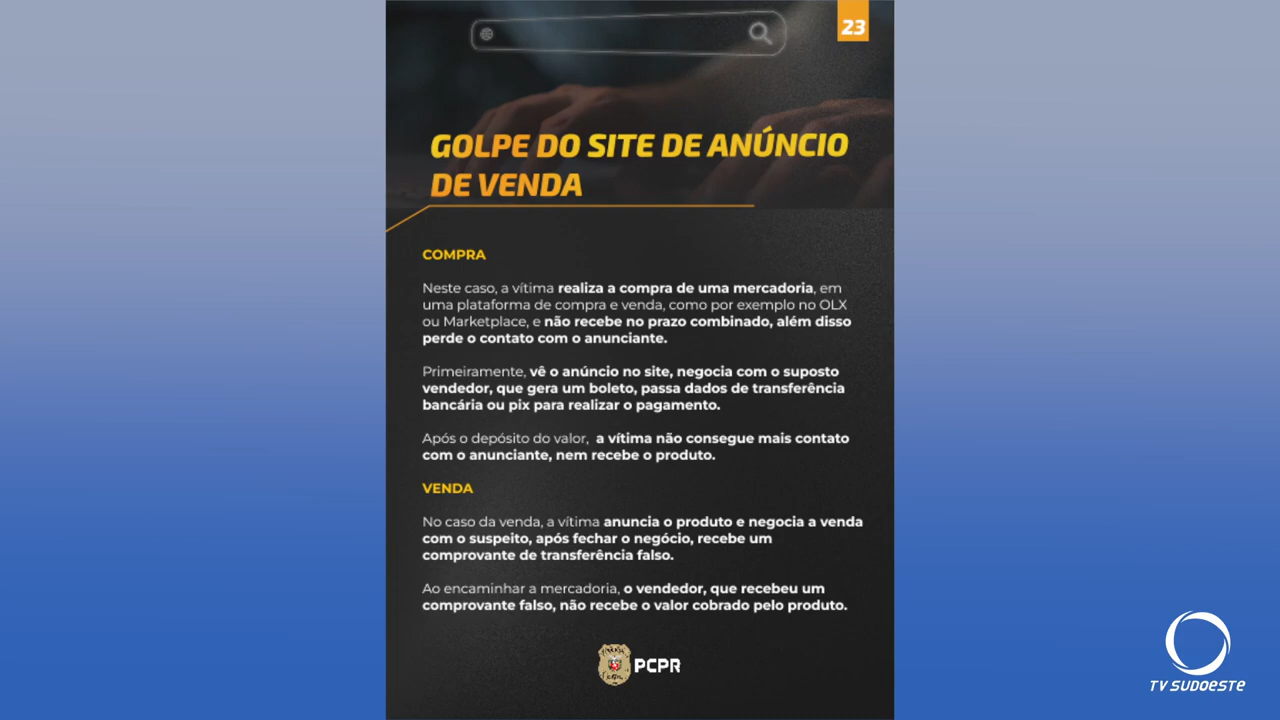 23
GOLPE DO SITE DE ANÚNCIO
DE VENDA
COMPRA
Neste caso, a vítima realiza a compra de uma mercadoria, em
uma plataforma de compra e venda, como por exemplo no OLX
ou Marketplace, e não recebe no prazo combinado, além disso
perde o contato com o anunciante.
Primeiramente, vê o anúncio no site, negocia com o suposto
vendedor, que gera um boleto, passa dados de transferência
bancária ou pix para realizar o pagamento.
Após o depósito do valor, a vítima não consegue mais contato
com o anunciante, nem recebe o produto.
VENDA
No caso da venda, a vítima anuncia o produto e negocia a venda
com o suspeito, após fechar o negócio, recebe um
comprovante de transferência falso.
Ao encaminhar a mercadoria, o vendedor, que recebeu um
comprovante falso, não recebe o valor cobrado pelo produto.
PCPR
TV SUDOESTE